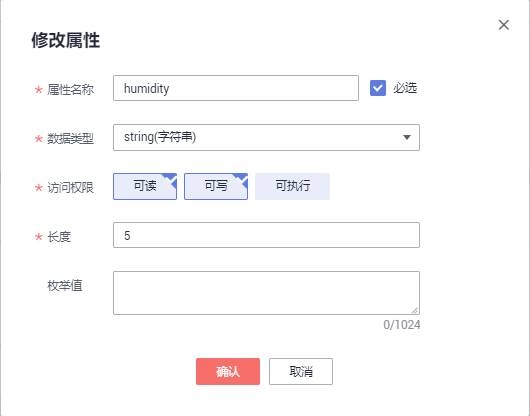 修改属性
* 属性名称 humidity 必选
* 数据类型 string(字符串)
* 访问权限 可读 可写 可执行
* 长度 5
枚举值
0/1024
确认 取消